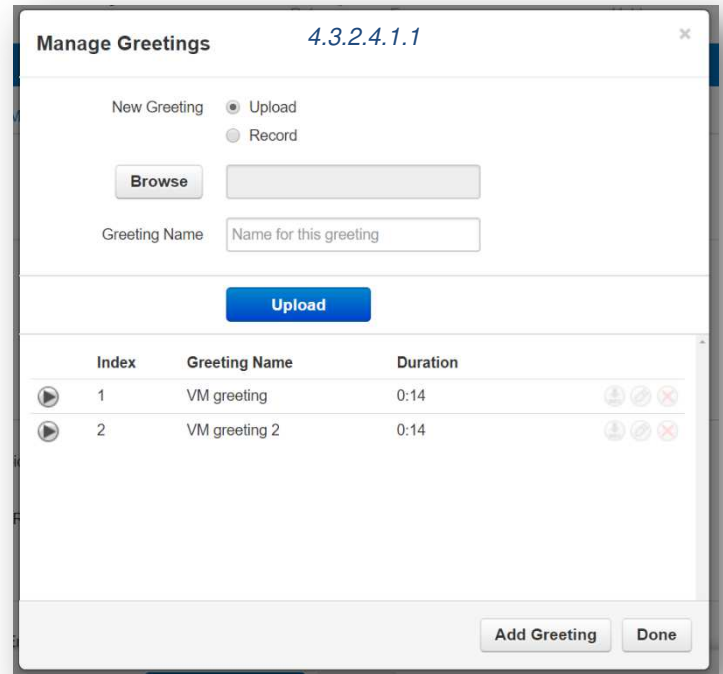 Manage Greetings
4.3.2.4.1.1
×
New Greeting Upload
Record
Browse
Greeting Name Name for this greeting
Upload
Index Greeting Name Duration
1 VM greeting 0:14
2 VM greeting 2 0:14
Add Greeting Done